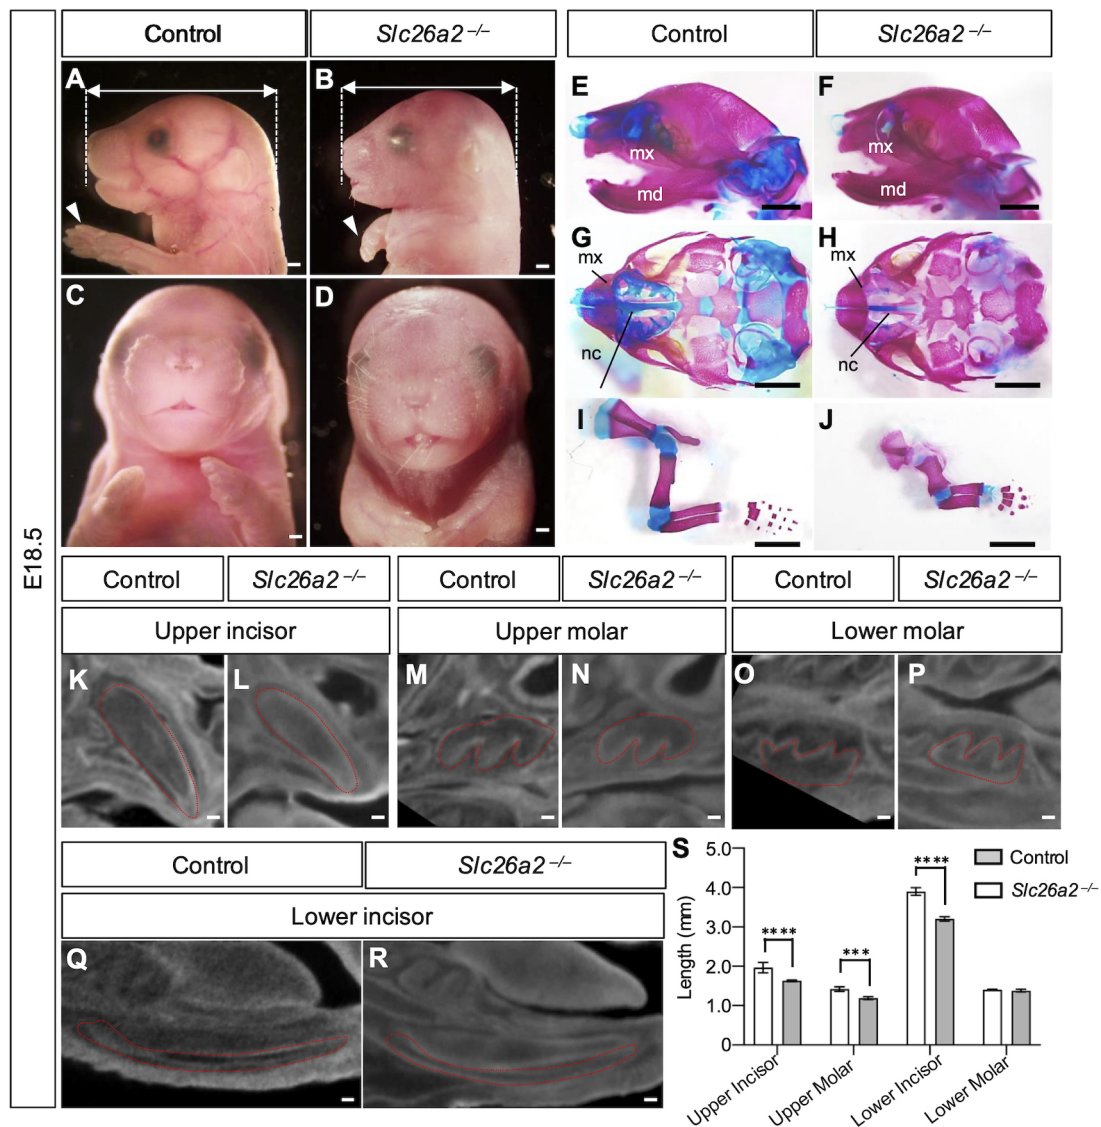 E18.5
Control
Slc26a2 –/–
Control
Slc26a2 –/–
A
B
E
mx
md
F
mx
md
C
D
G
mx
nc
H
mx
nc
I
J
Control
Slc26a2 –/–
Control
Slc26a2 –/–
Control
Slc26a2 –/–
Upper incisor
Upper molar
Lower molar
K
L
M
N
O
P
Control
Slc26a2 –/–
Lower incisor
Q
R
S
Length (mm)
5.0
4.0
3.0
2.0
1.0
0
****
***
****
Control
Slc26a2 –/–
Upper Incisor
Upper Molar
Lower Incisor
Lower Molar